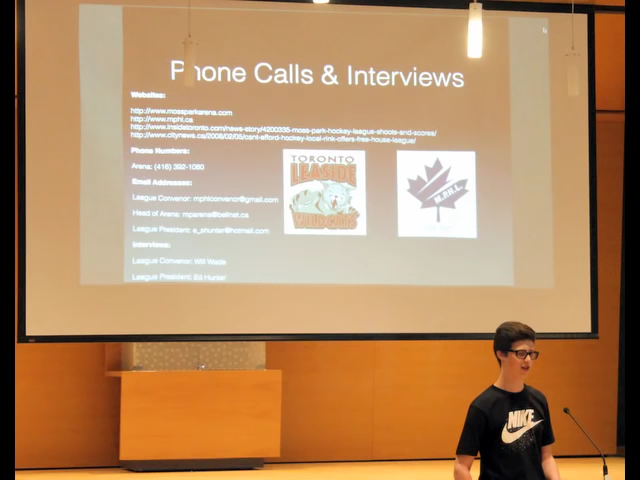 Phone Calls & Interviews
Websites:
http://www.mossparkarena.com
http://www.mphl.ca
http://www.insidetoronto.com/news-story/4200335-moss-park-hockey-league-shoots-and-scores/
http://www.citynews.ca/2008/02/05/cant-afford-hockey-local-rink-offers-free-house-league/
Phone Numbers:
Arena: (416) 392-1060
Email Addresses:
League Convenor: mphlconvenor@gmail.com
Head of Arena: mparena@bellnet.ca
League President: e_shunter@hotmail.com
Interviews:
League Convenor: Will Wade
League President: Ed Hunter
TORONTO
LEASIDE
WILDCATS
M.P.H.L.
NIKE